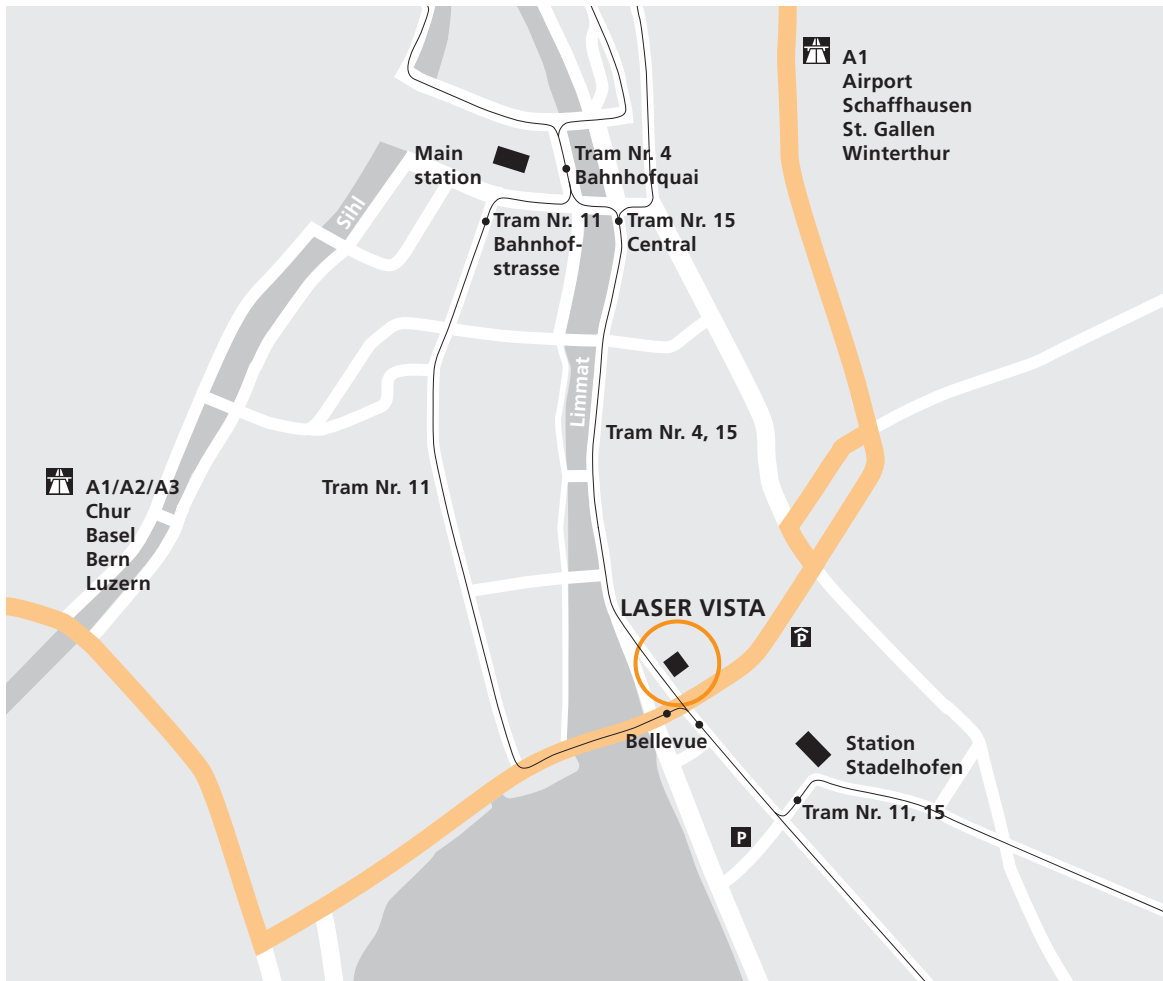 A1
Airport
Schaffhausen
St. Gallen
Winterthur
Main
station
Tram Nr. 4
Bahnhofquai
Sihl
Tram Nr. 11
Bahnhof-
strasse
Tram Nr. 15
Central
Limmat
Tram Nr. 4, 15
Tram Nr. 11
A1/A2/A3
Chur
Basel
Bern
Luzern
LASER VISTA
P
Bellevue
Station
Stadelhofen
Tram Nr. 11, 15
P